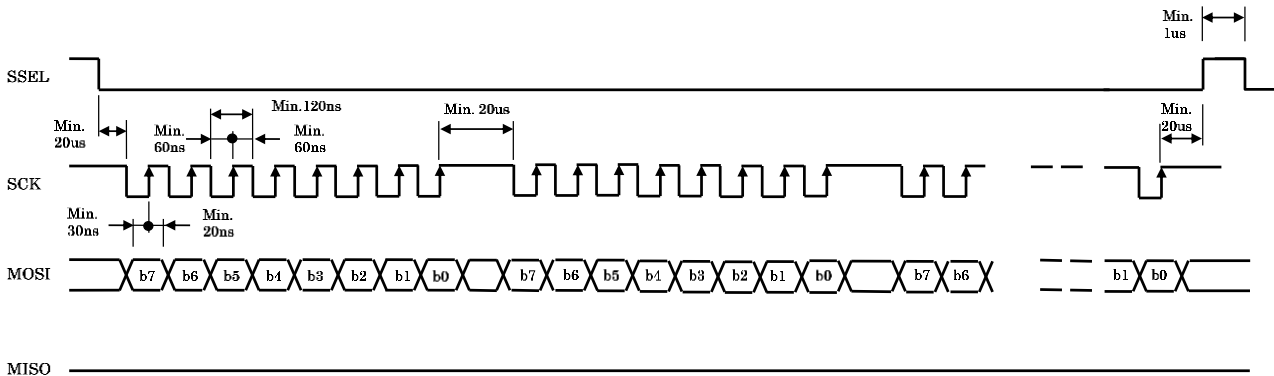 Min.
1us
SSEL
Min.120ns
Min. 20us
Min.
20us
Min.
60ns
Min.
60ns
Min.
20us
SCK
Min.
30ns
Min.
20ns
MOSI b7 b6 b5 b4 b3 b2 b1 b0 b7 b6 b5 b4 b3 b2 b1 b0 b7 b6 b1 b0
MISO